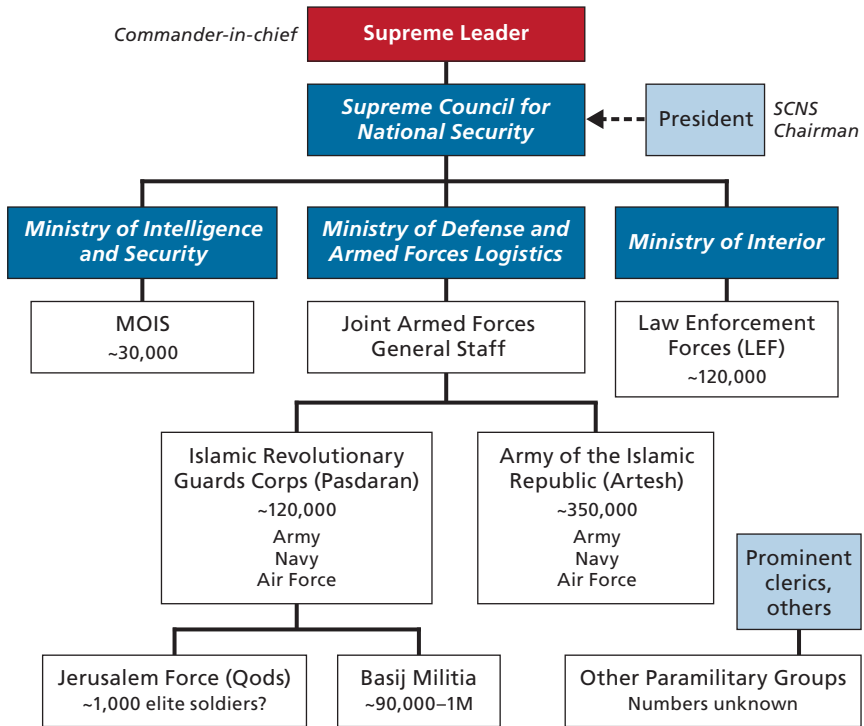 Commander-in-chief
Supreme Leader
Supreme Council for
National Security
President
SCNS
Chairman
Ministry of Intelligence
and Security
Ministry of Defense and
Armed Forces Logistics
Ministry of Interior
MOIS
~30,000
Joint Armed Forces
General Staff
Law Enforcement
Forces (LEF)
~120,000
Islamic Revolutionary
Guards Corps (Pasdaran)
~120,000
Army
Navy
Air Force
Army of the Islamic
Republic (Artesh)
~350,000
Army
Navy
Air Force
Prominent
clerics,
others
Jerusalem Force (Qods)
~1,000 elite soldiers?
Basij Militia
~90,000–1M
Other Paramilitary Groups
Numbers unknown